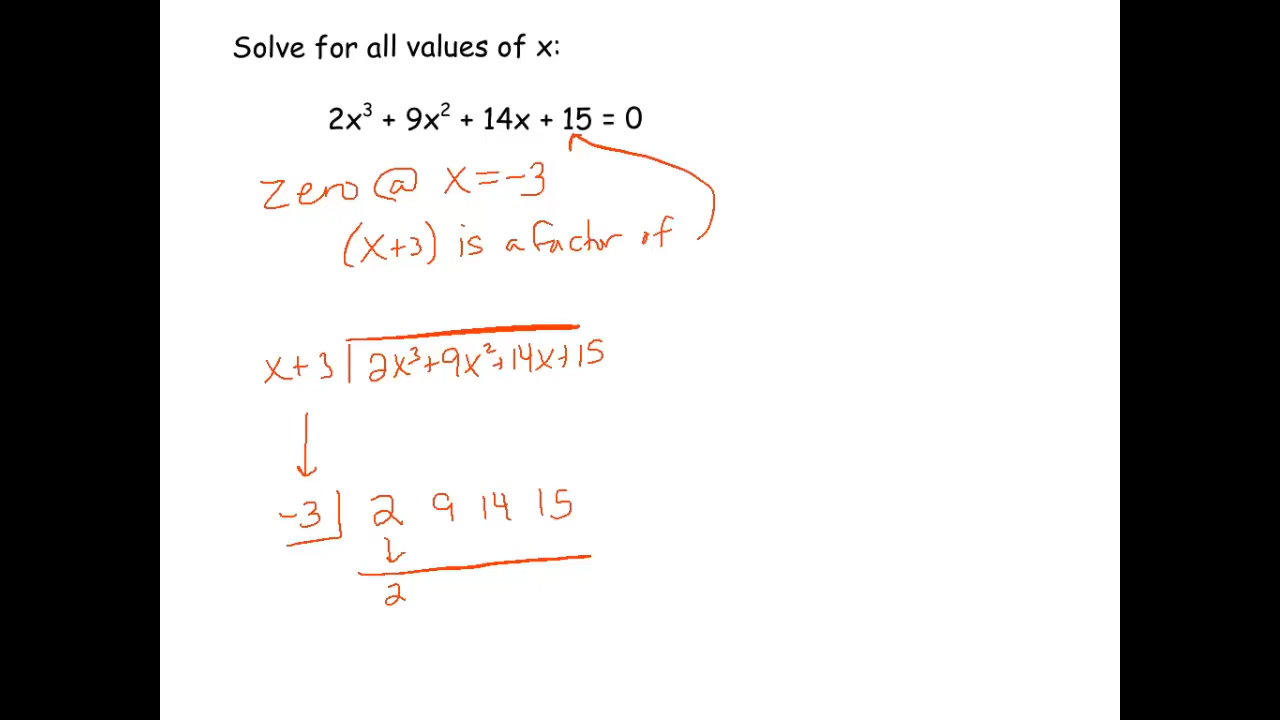 Solve for all values of x:
2x³ + 9x² + 14x + 15 = 0
Zero @ x=-3
(x+3) is a factor of
x+3 | 2x³+9x²+14x+15
-3 | 2 9 14 15
2